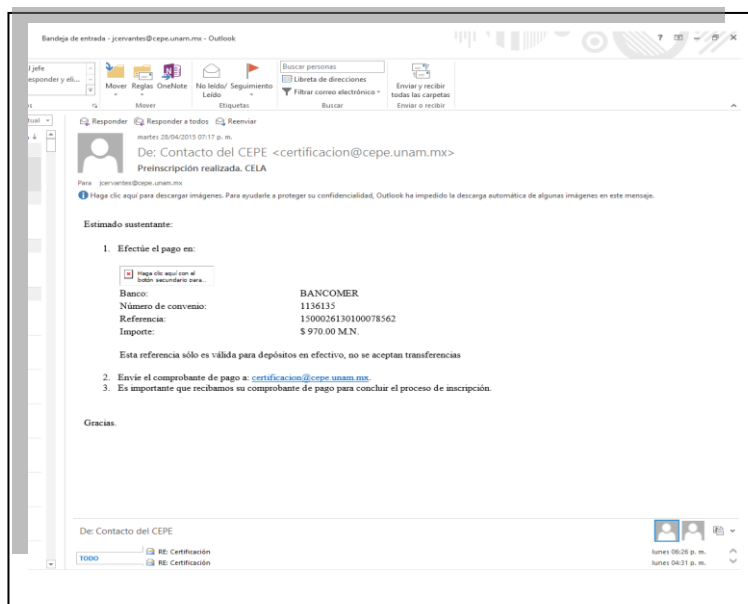 Bandeja de entrada - jcervantes@cepe.unam.mx - Outlook
l jefe
esponder y eli...
Mover Reglas OneNote
No leído/ Leído
Seguimiento
Buscar personas
Libreta de direcciones
Filtrar correo electrónico
Enviar y recibir
todas las carpetas
Mover
Etiquetas
Buscar
Enviar o recibir
Responder Responder a todos Reenviar
martes 28/04/2015 07:17 p. m.
De: Contacto del CEPE <certificacion@cepe.unam.mx>
Preinscripción realizada. CELA
Para jcervantes@cepe.unam.mx
Haga clic aquí para descargar imágenes. Para ayudarle a proteger su confidencialidad, Outlook ha impedido la descarga automática de algunas imágenes en este mensaje.
Estimado sustentante:
1. Efectúe el pago en:
Haga clic aquí con el
botón secundario para...
Banco: BANCOMER
Número de convenio: 1136135
Referencia: 1500026130100078562
Importe: $ 970.00 M.N.
Esta referencia sólo es válida para depósitos en efectivo, no se aceptan transferencias
2. Envíe el comprobante de pago a: certificacion@cepe.unam.mx.
3. Es importante que recibamos su comprobante de pago para concluir el proceso de inscripción.
Gracias.
De: Contacto del CEPE
TODO
RE: Certificación
lunes 06:26 p. m.
RE: Certificación
lunes 04:31 p. m.